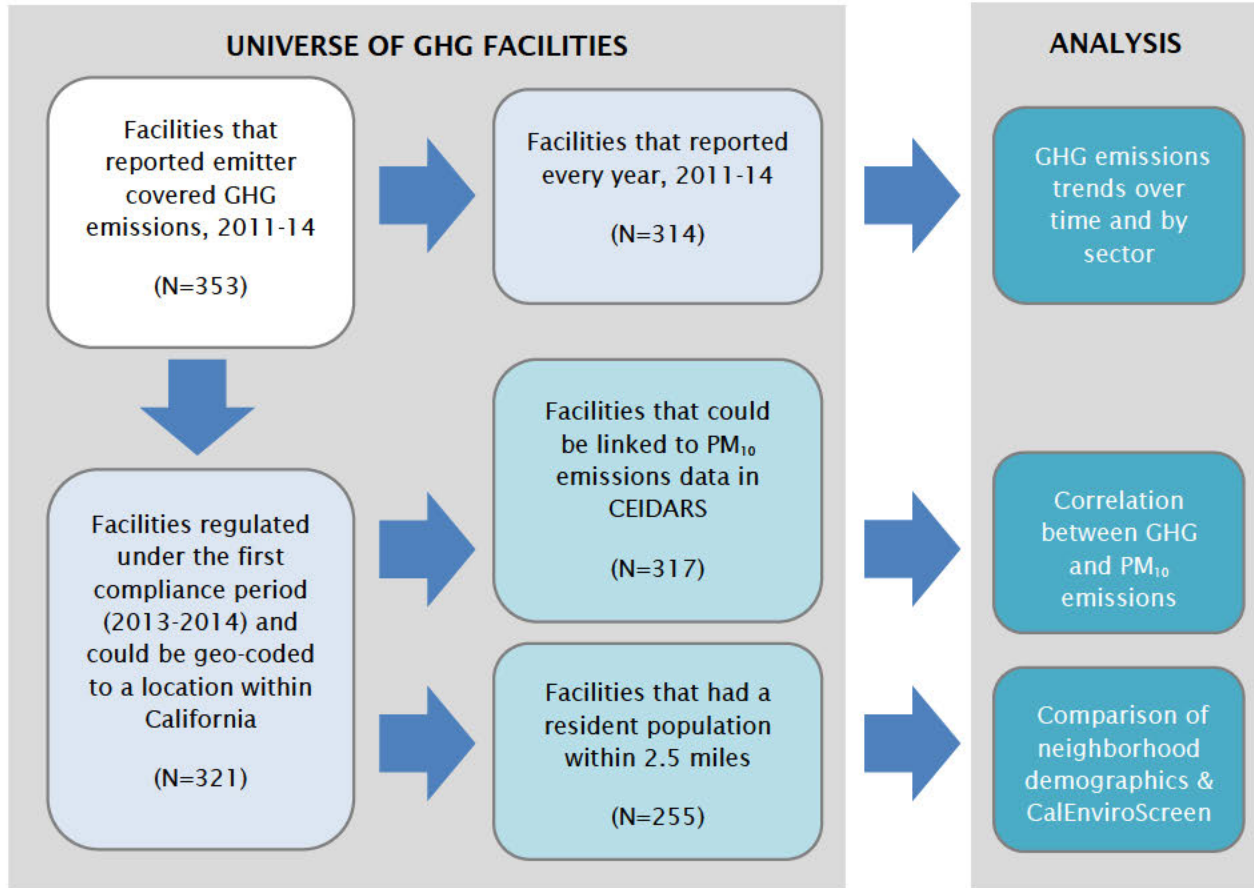 UNIVERSE OF GHG FACILITIES
Facilities that
reported emitter
covered GHG
emissions, 2011-14
(N=353)
Facilities that reported
every year, 2011-14
(N=314)
Facilities regulated
under the first
compliance period
(2013-2014) and
could be geo-coded
to a location within
California
(N=321)
Facilities that could
be linked to PM₁₀
emissions data in
CEIDARS
(N=317)
Facilities that had a
resident population
within 2.5 miles
(N=255)
ANALYSIS
GHG emissions
trends over
time and by
sector
Correlation
between GHG
and PM₁₀
emissions
Comparison of
neighborhood
demographics &
CalEnviroScreen